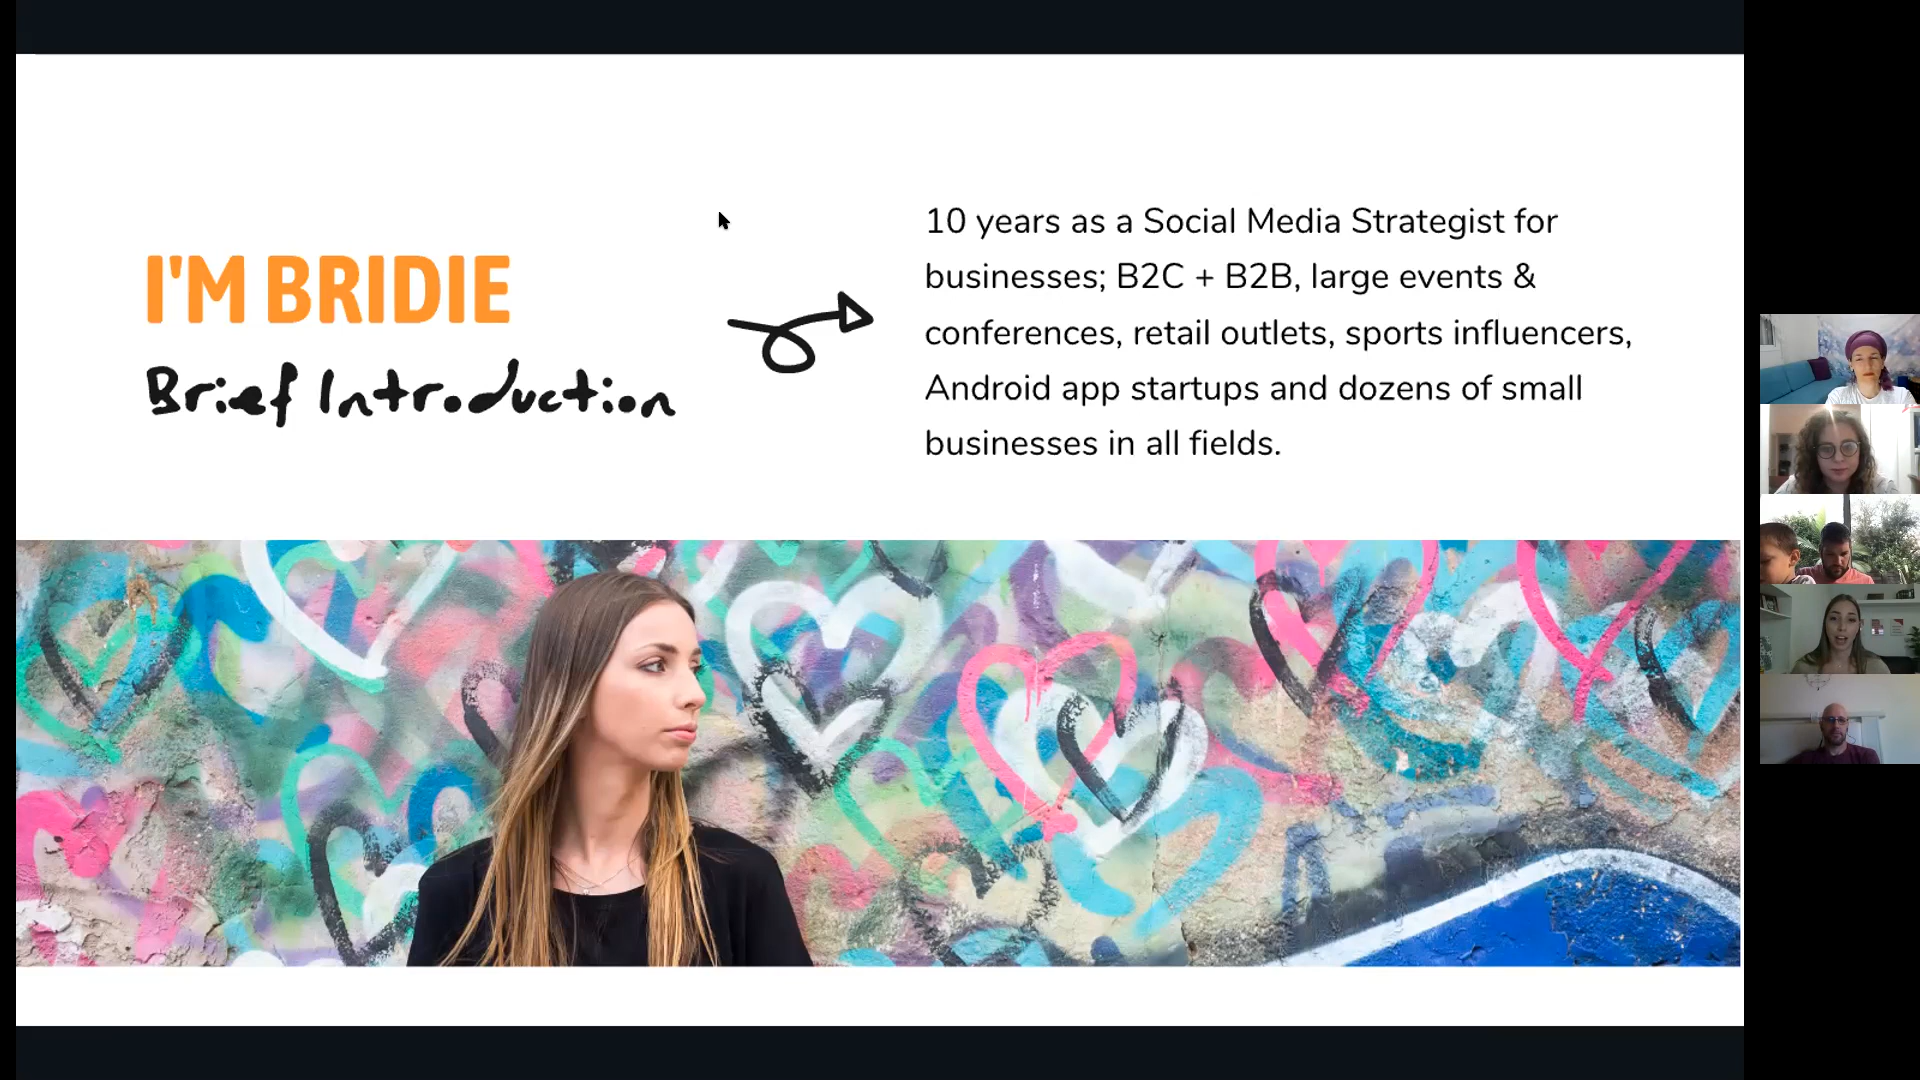 I'M BRIDIE
Brief Introduction
10 years as a Social Media Strategist for
businesses; B2C + B2B, large events &
conferences, retail outlets, sports influencers,
Android app startups and dozens of small
businesses in all fields.